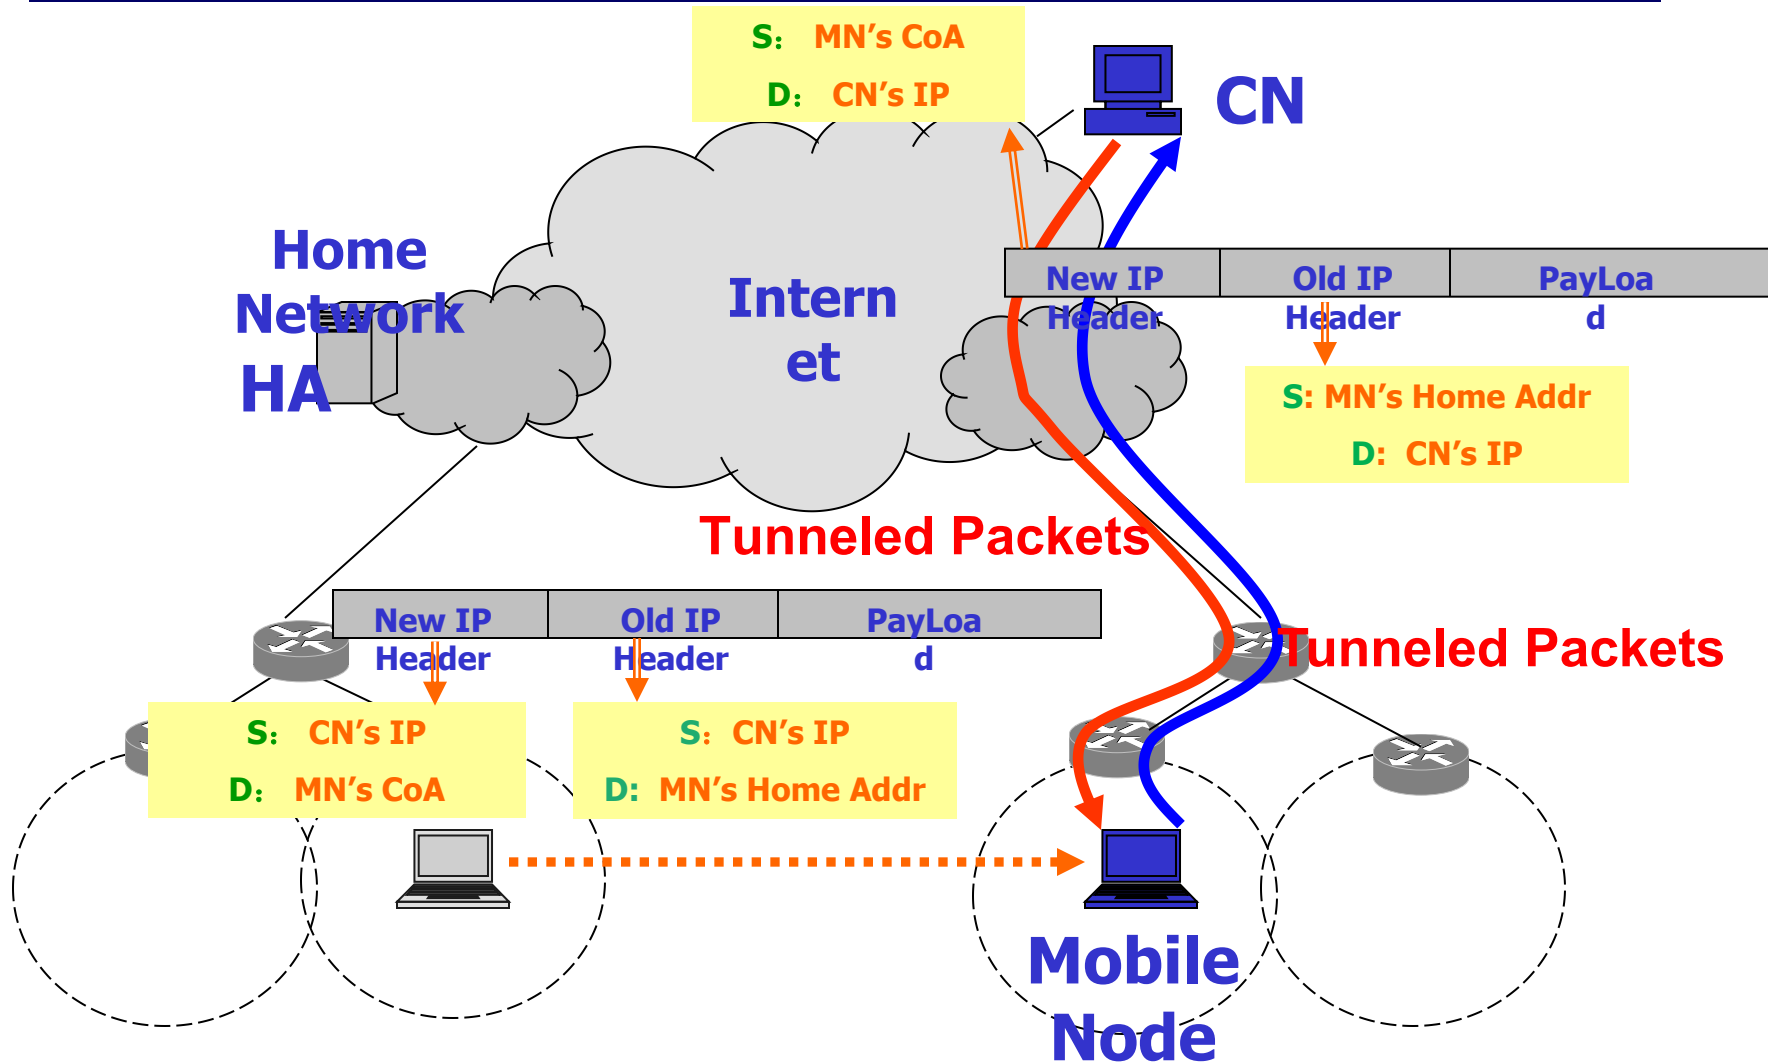 S： MN’s CoA
D： CN’s IP
CN
Home
Network
HA
Intern
et
New IP
Header
Old IP
Header
PayLoa
d
S: MN’s Home Addr
D: CN’s IP
Tunneled Packets
New IP
Header
Old IP
Header
PayLoa
d
Tunneled Packets
S： CN’s IP
D： MN’s CoA
S： CN’s IP
D: MN’s Home Addr
Mobile
Node